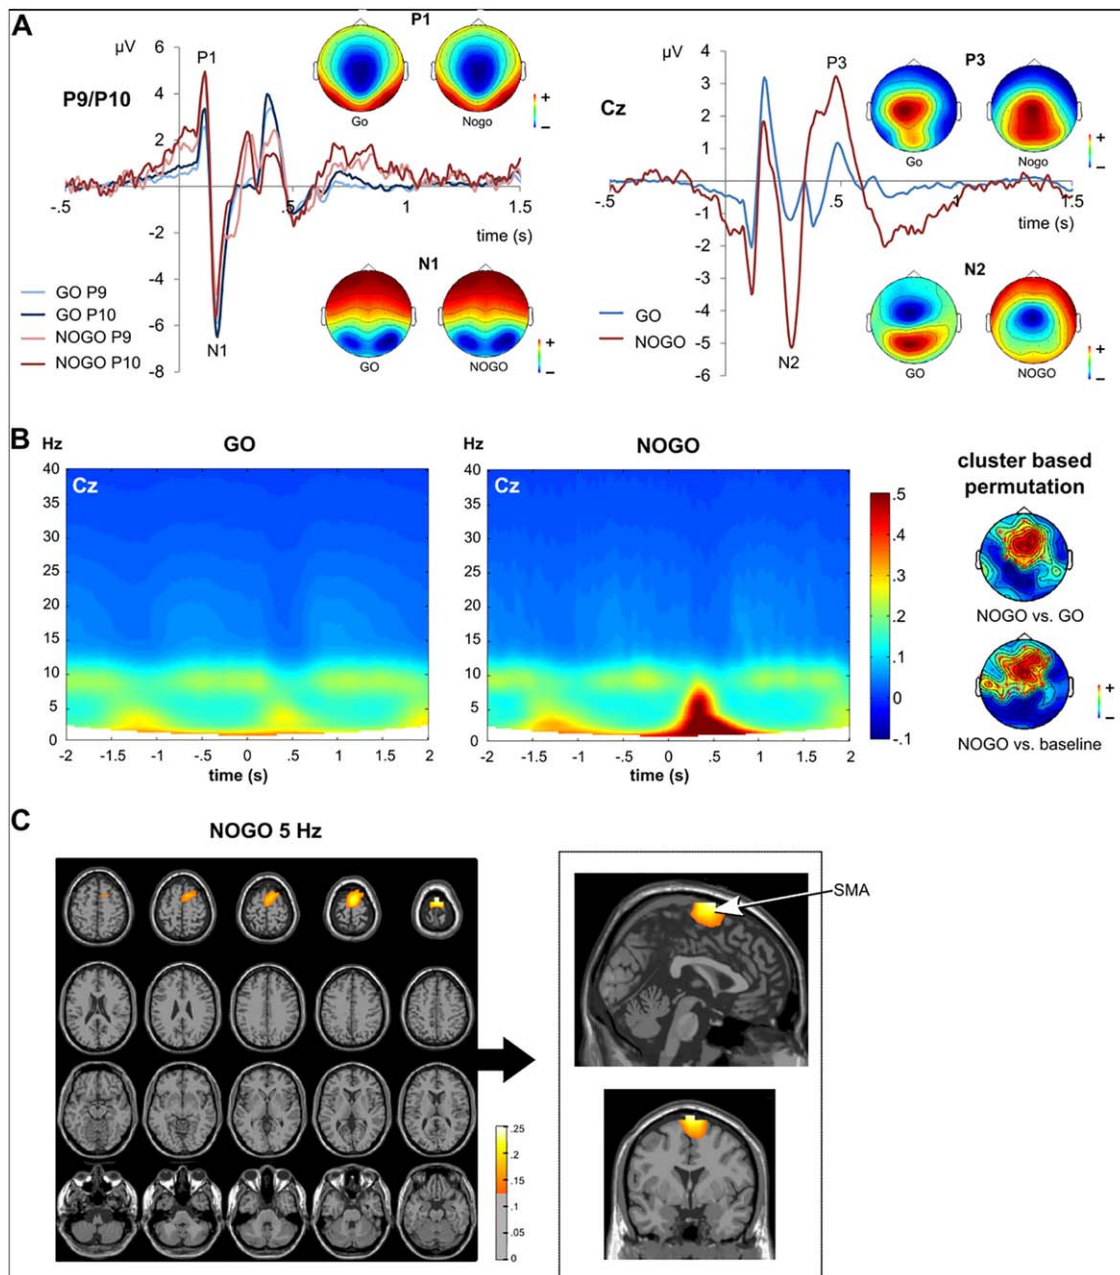 A
P1
µV
6
P1
P9/P10
4
2
-2
-4
-6
-8
+
–
Go
Nogo
-.5
.5
1
1.5
time (s)
N1
N1
GO P9
GO P10
NOGO P9
NOGO P10
+
–
GO
NOGO
µV
4
3
2
1
0
-1
-2
-3
-4
-5
-6
P3
P3
Cz
+
–
Go
Nogo
-.5
.5
1
1.5
time (s)
N2
N2
GO
NOGO
+
–
GO
NOGO
B
Hz
GO
40
35
30
25
20
15
10
5
0
Cz
-2
-1.5
-1
-.5
0
.5
1
1.5
2
time (s)
Hz
NOGO
40
35
30
25
20
15
10
5
0
Cz
-2
-1.5
-1
-.5
0
.5
1
1.5
2
time (s)
.5
.4
.3
.2
.1
0
-.1
cluster based
permutation
NOGO vs. GO
+
–
NOGO vs. baseline
C
NOGO 5 Hz
.25
.2
.15
.1
.05
0
SMA